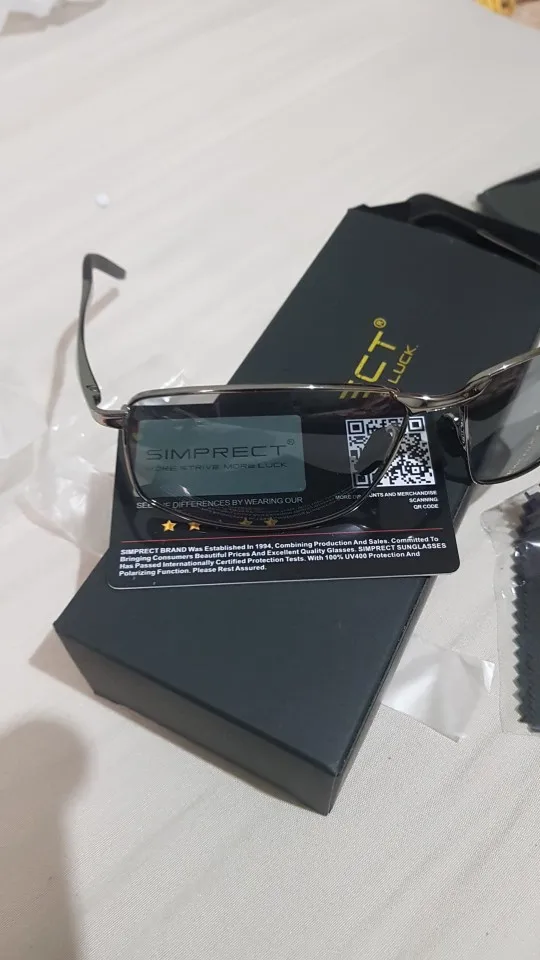 ECT®
LUCK.
SIMPRECT®
MORE STRIVE MORE LUCK
DIFFERENCES BY WEARING OUR
MORE UNTS AND MERCHANDISE
SCANNING
QR CODE
SIMPRECT BRAND Was Established In 1994, Combining Production And Sales. Committed To
Bringing Consumers Beautiful Prices And Excellent Quality Glasses. SIMPRECT SUNGLASSES
Has Passed Internationally Certified Protection Tests. With 100% UV400 Protection And
Polarizing Function. Please Rest Assured.